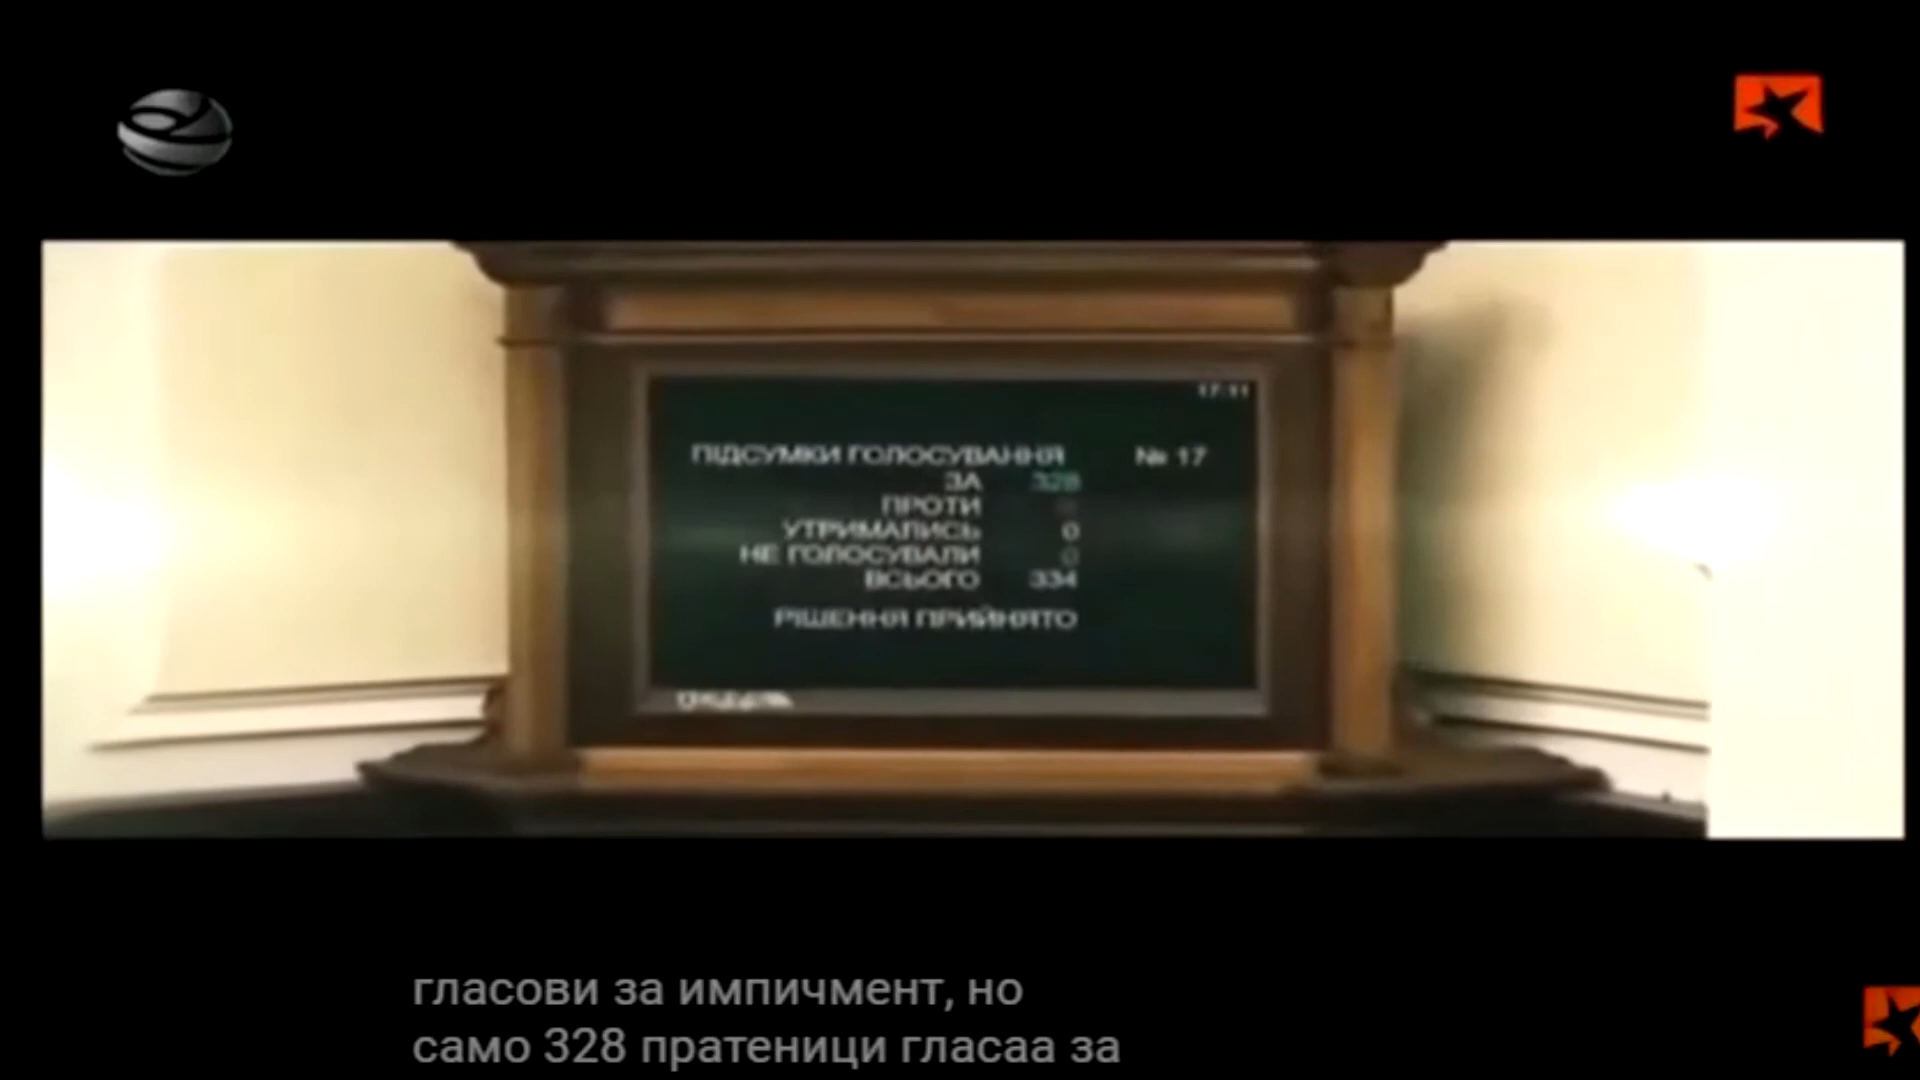 17:11
ПІДСУМКИ ГОЛОСУВАННЯ № 17
ЗА 328
ПРОТИ
УТРИМАЛИСЬ 0
НЕ ГОЛОСУВАЛИ 0
ВСЬОГО 334
РІШЕННЯ ПРИЙНЯТО
гласови за импичмент, но
само 328 пратеници гласаа за